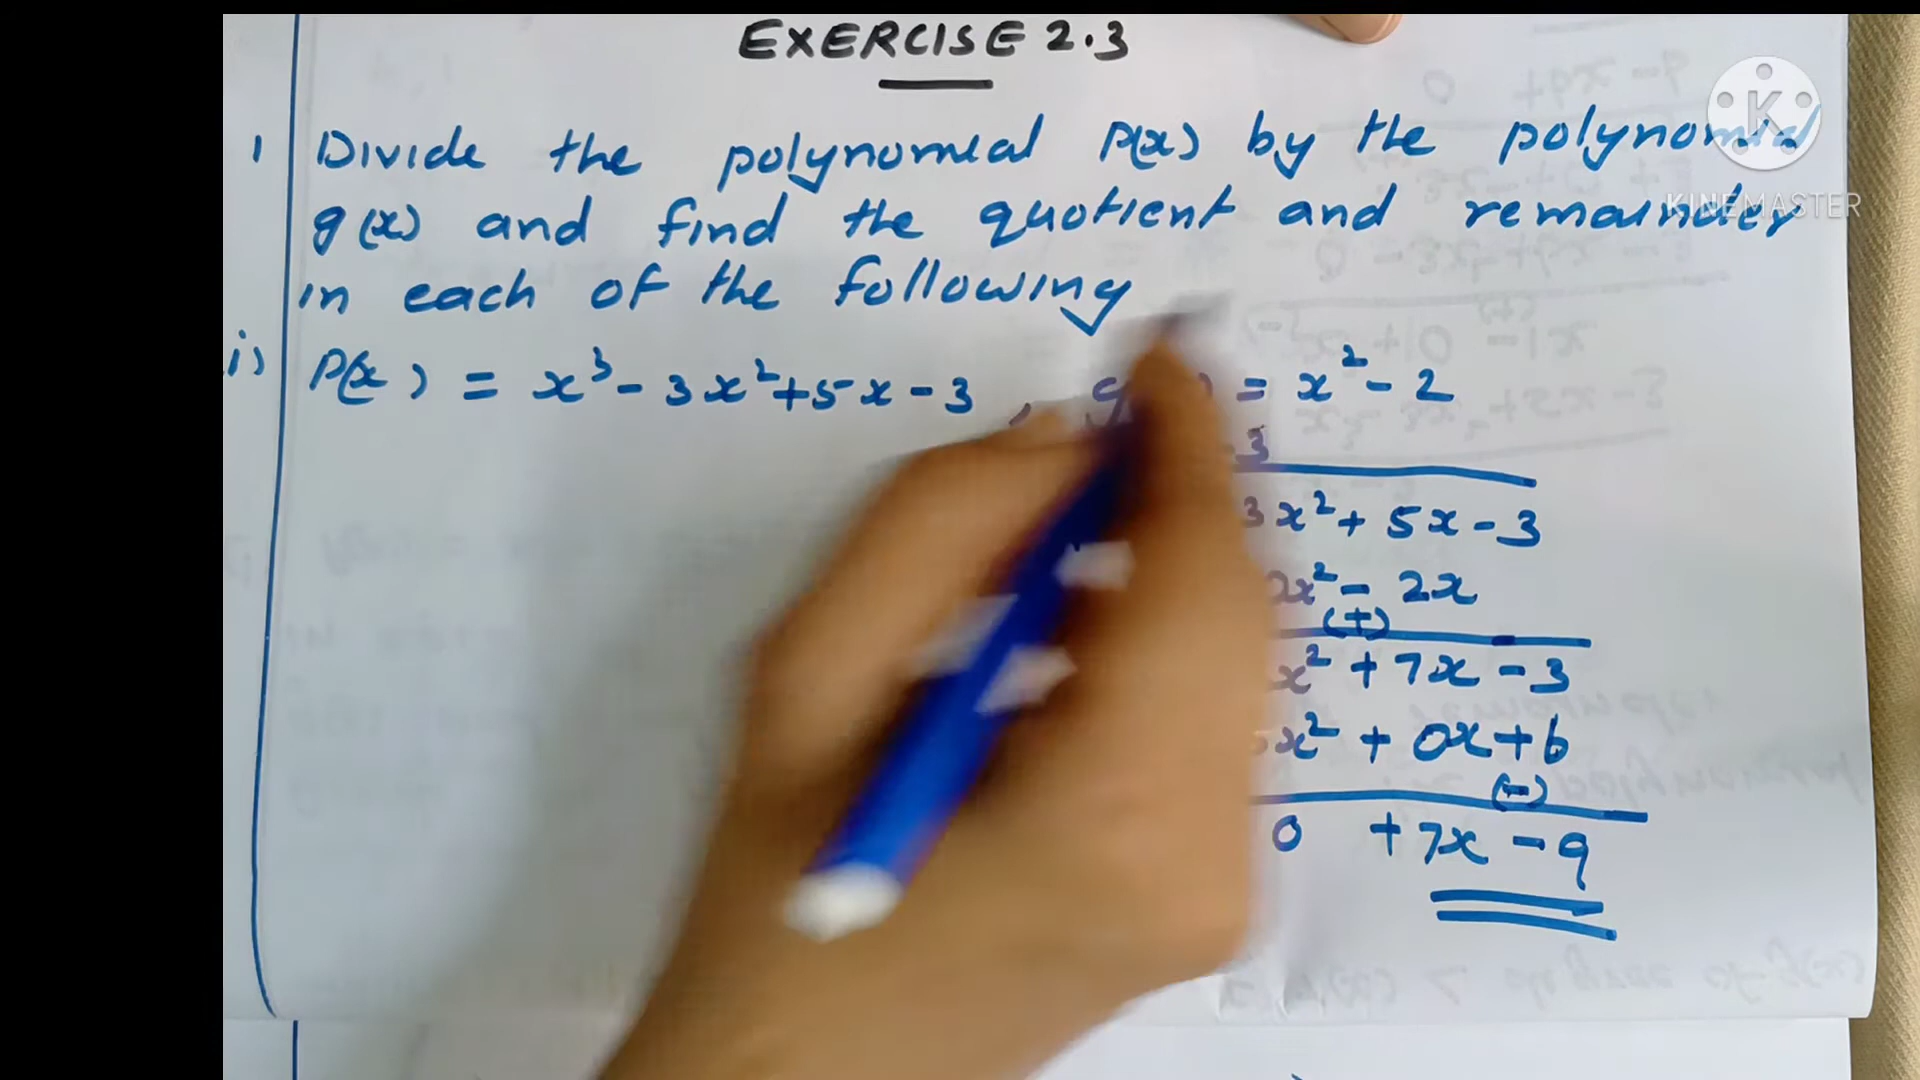 EXERCISE 2.3
1 Divide the polynomial P(x) by the polynomial
g(x) and find the quotient and remainder
in each of the following
i) P(x) = x³ - 3x² + 5x - 3 , g = x² - 2
3
3x² + 5x - 3
0x² - 2x
(+)
x² + 7x - 3
x² + 0x + 6
(-)
0 + 7x - 9
K
KINEMASTER